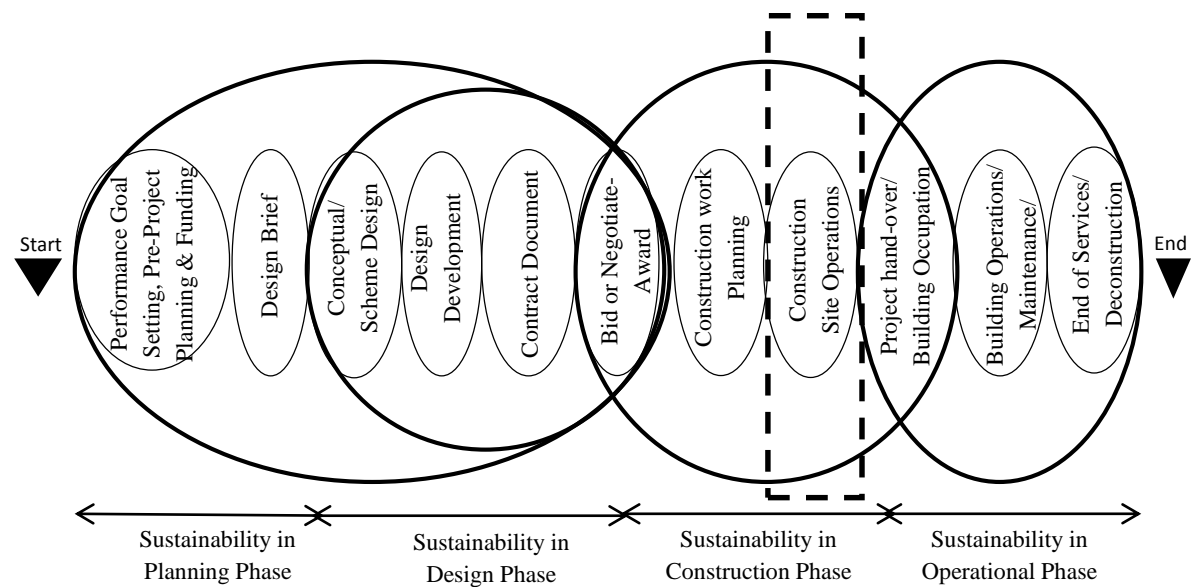 Start
Performance Goal
Setting, Pre-Project
Planning & Funding
Design Brief
Conceptual/
Scheme Design
Design
Development
Contract Document
Bid or Negotiate-
Award
Construction work
Planning
Construction
Site Operations
Project hand-over/
Building Occupation
Building Operations/
Maintenance/
End of Services/
Deconstruction
End
Sustainability in
Planning Phase
Sustainability in
Design Phase
Sustainability in
Construction Phase
Sustainability in
Operational Phase